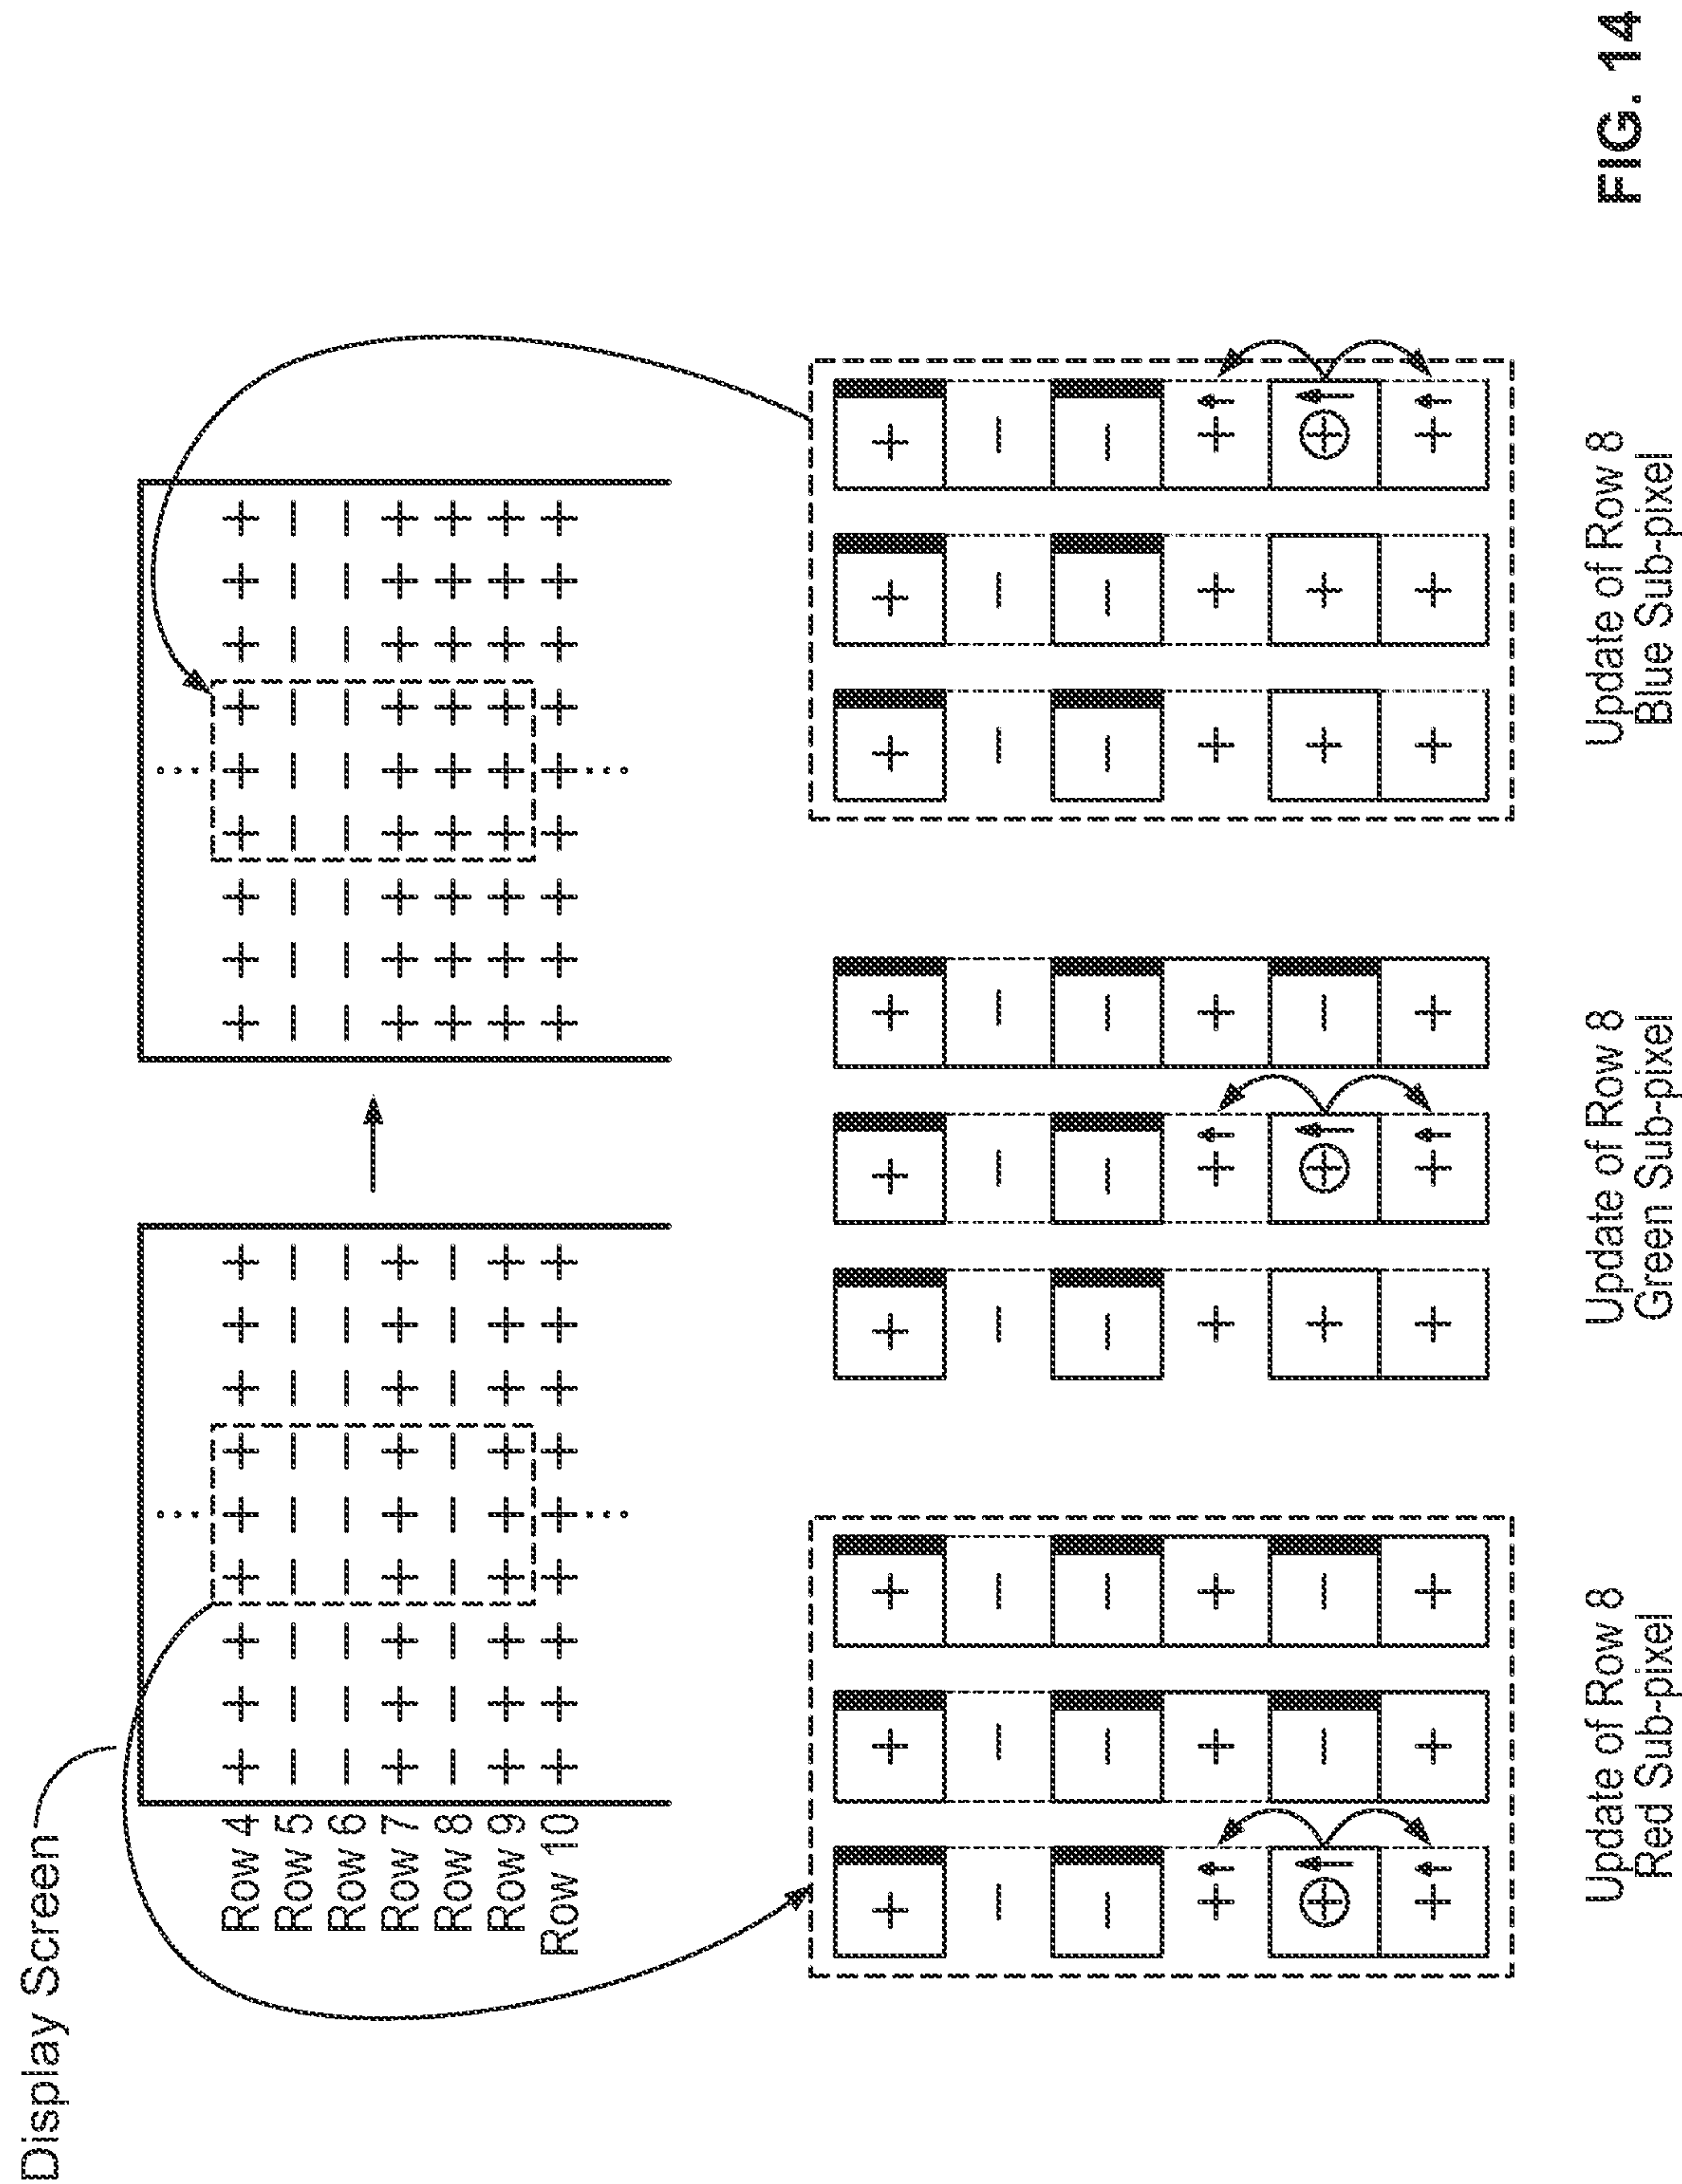 Display Screen
Row 4
Row 5
Row 6
Row 7
Row 8
Row 9
Row 10
Update of Row 8
Red Sub-pixel
Update of Row 8
Green Sub-pixel
Update of Row 8
Blue Sub-pixel
FIG. 14